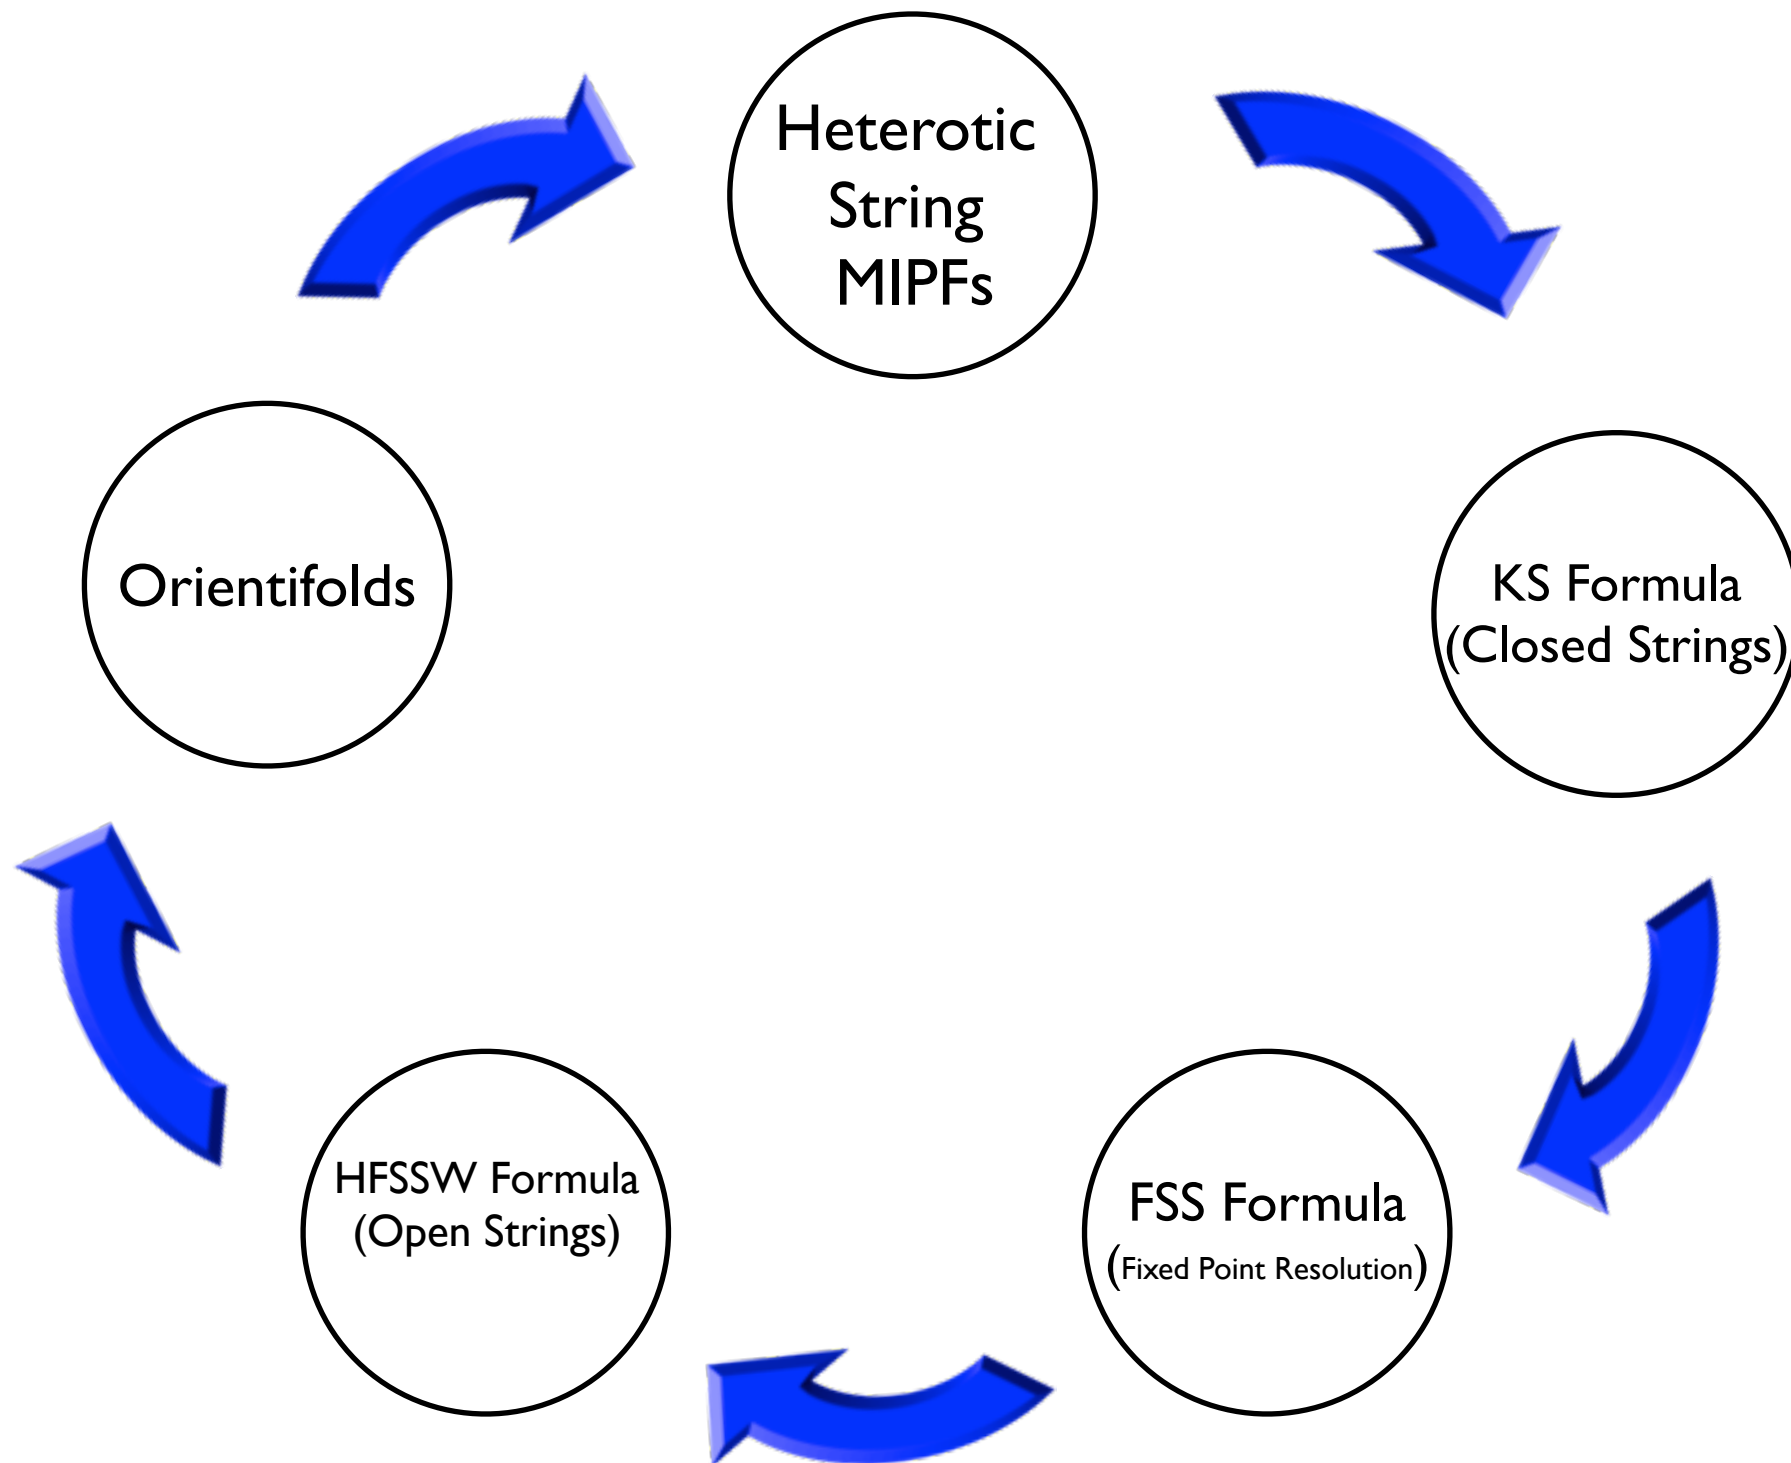 Heterotic
String
MIPFs
KS Formula
(Closed Strings)
FSS Formula
(Fixed Point Resolution)
HFSSW Formula
(Open Strings)
Orientifolds